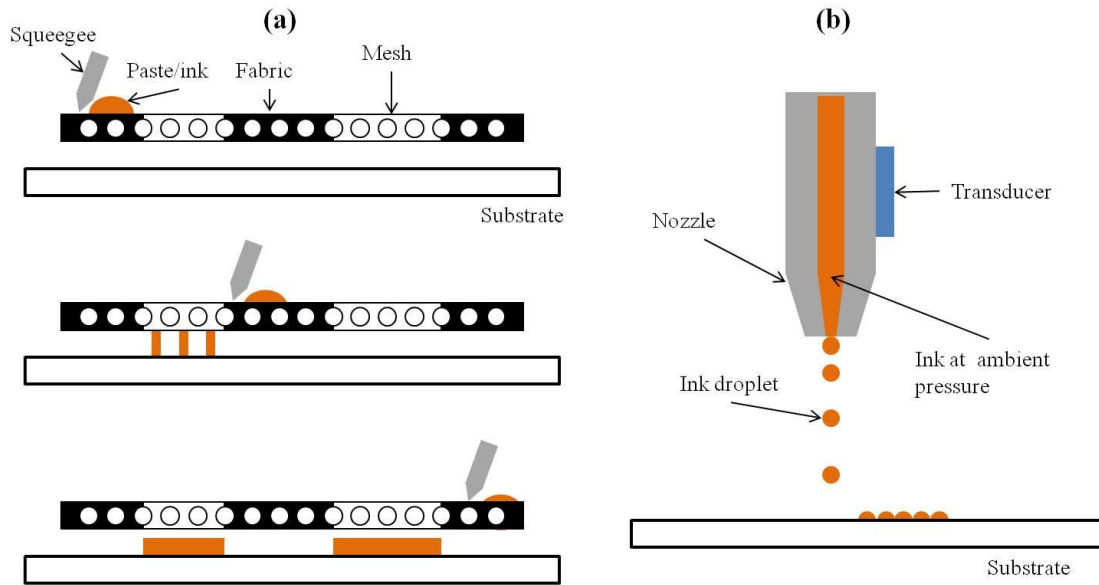 (a)
Squeegee
Paste/ink
Fabric
Mesh
Substrate
(b)
Transducer
Nozzle
Ink at ambient
pressure
Ink droplet
Substrate